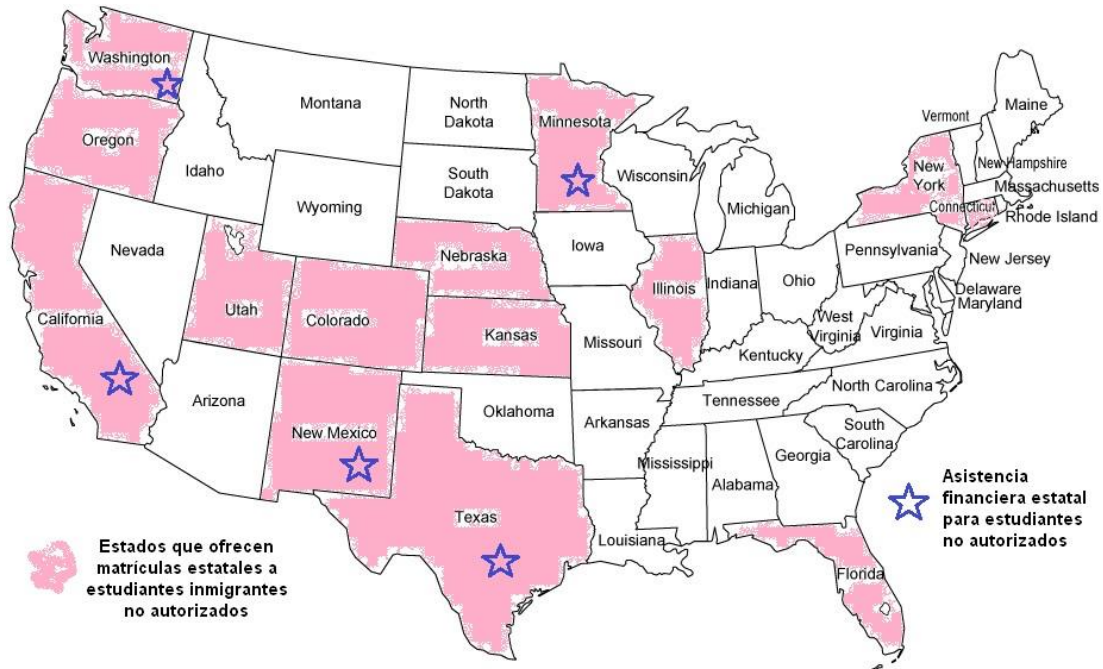 Washington
Montana
North
Dakota
Minnesota
Vermont
Maine
Oregon
Idaho
South
Dakota
Wisconsin
New
York
New Hampshire
Massachusetts
Connecticut
Rhode Island
Wyoming
Michigan
Nevada
Nebraska
Iowa
Pennsylvania
New Jersey
Utah
Colorado
Illinois
Indiana
Ohio
Delaware
Maryland
California
Kansas
Missouri
West
Virginia
Virginia
Kentucky
Arizona
New Mexico
Oklahoma
Arkansas
Tennessee
North Carolina
South
Carolina
Mississippi
Alabama
Georgia
Texas
Louisiana
Florida
Asistencia
financiera estatal
para estudiantes
no autorizados
Estados que ofrecen
matrículas estatales a
estudiantes inmigrantes
no autorizados